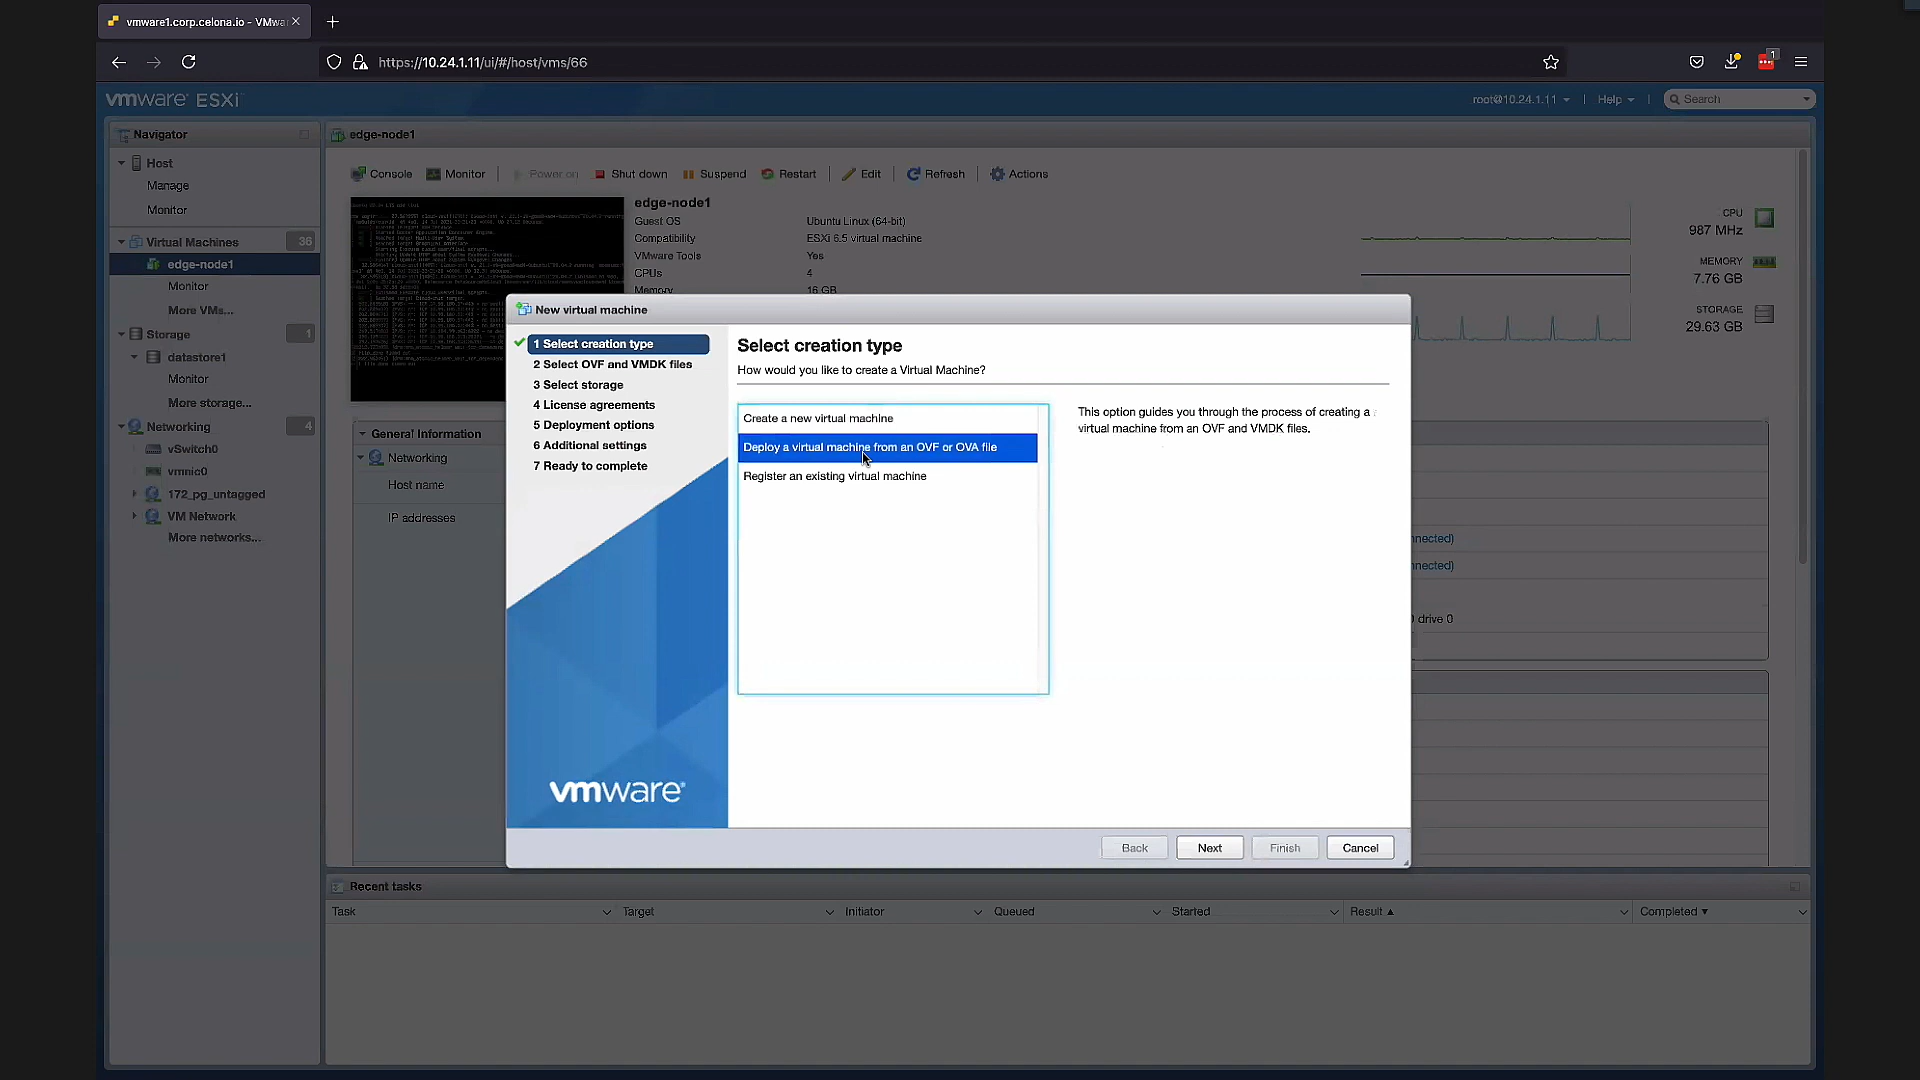 vmware1.corp.celona.io - VMwa
https://10.24.1.11/ui/#/host/vms/66
1
vmware ESXi
root@10.24.1.11
Help
Search
Navigator
Host
Manage
Monitor
Virtual Machines
36
edge-node1
Monitor
More VMs...
Storage
1
datastore1
Monitor
More storage...
Networking
4
vSwitch0
vmnic0
172_pg_untagged
VM Network
More networks...
edge-node1
Console
Monitor
Power on
Shut down
Suspend
Restart
Edit
Refresh
Actions
edge-node1
Guest OS Ubuntu Linux (64-bit)
Compatibility ESXi 6.5 virtual machine
VMware Tools Yes
CPUs 4
Memory 16 GB
CPU
987 MHz
MEMORY
7.76 GB
STORAGE
29.63 GB
General Information
Networking
Host name
IP addresses
nnected)
nnected)
drive 0
New virtual machine
1 Select creation type
2 Select OVF and VMDK files
3 Select storage
4 License agreements
5 Deployment options
6 Additional settings
7 Ready to complete
vmware
Select creation type
How would you like to create a Virtual Machine?
Create a new virtual machine
Deploy a virtual machine from an OVF or OVA file
Register an existing virtual machine
This option guides you through the process of creating a
virtual machine from an OVF and VMDK files.
Back
Next
Finish
Cancel
Recent tasks
Task
Target
Initiator
Queued
Started
Result
Completed